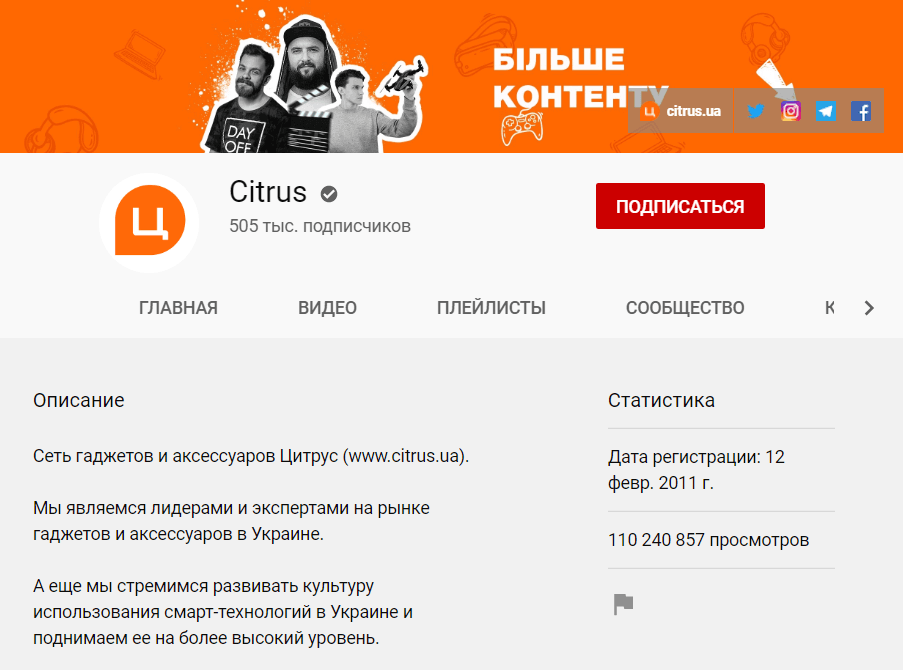 БІЛЬШЕ
КОНТЕНТУ
citrus.ua
DAY
OFF
Ц
Citrus
505 тыс. подписчиков
ПОДПИСАТЬСЯ
ГЛАВНАЯ
ВИДЕО
ПЛЕЙЛИСТЫ
СООБЩЕСТВО
К
Описание
Сеть гаджетов и аксессуаров Цитрус (www.citrus.ua).
Мы являемся лидерами и экспертами на рынке
гаджетов и аксессуаров в Украине.
А еще мы стремимся развивать культуру
использования смарт-технологий в Украине и
поднимаем ее на более высокий уровень.
Статистика
Дата регистрации: 12
февр. 2011 г.
110 240 857 просмотров